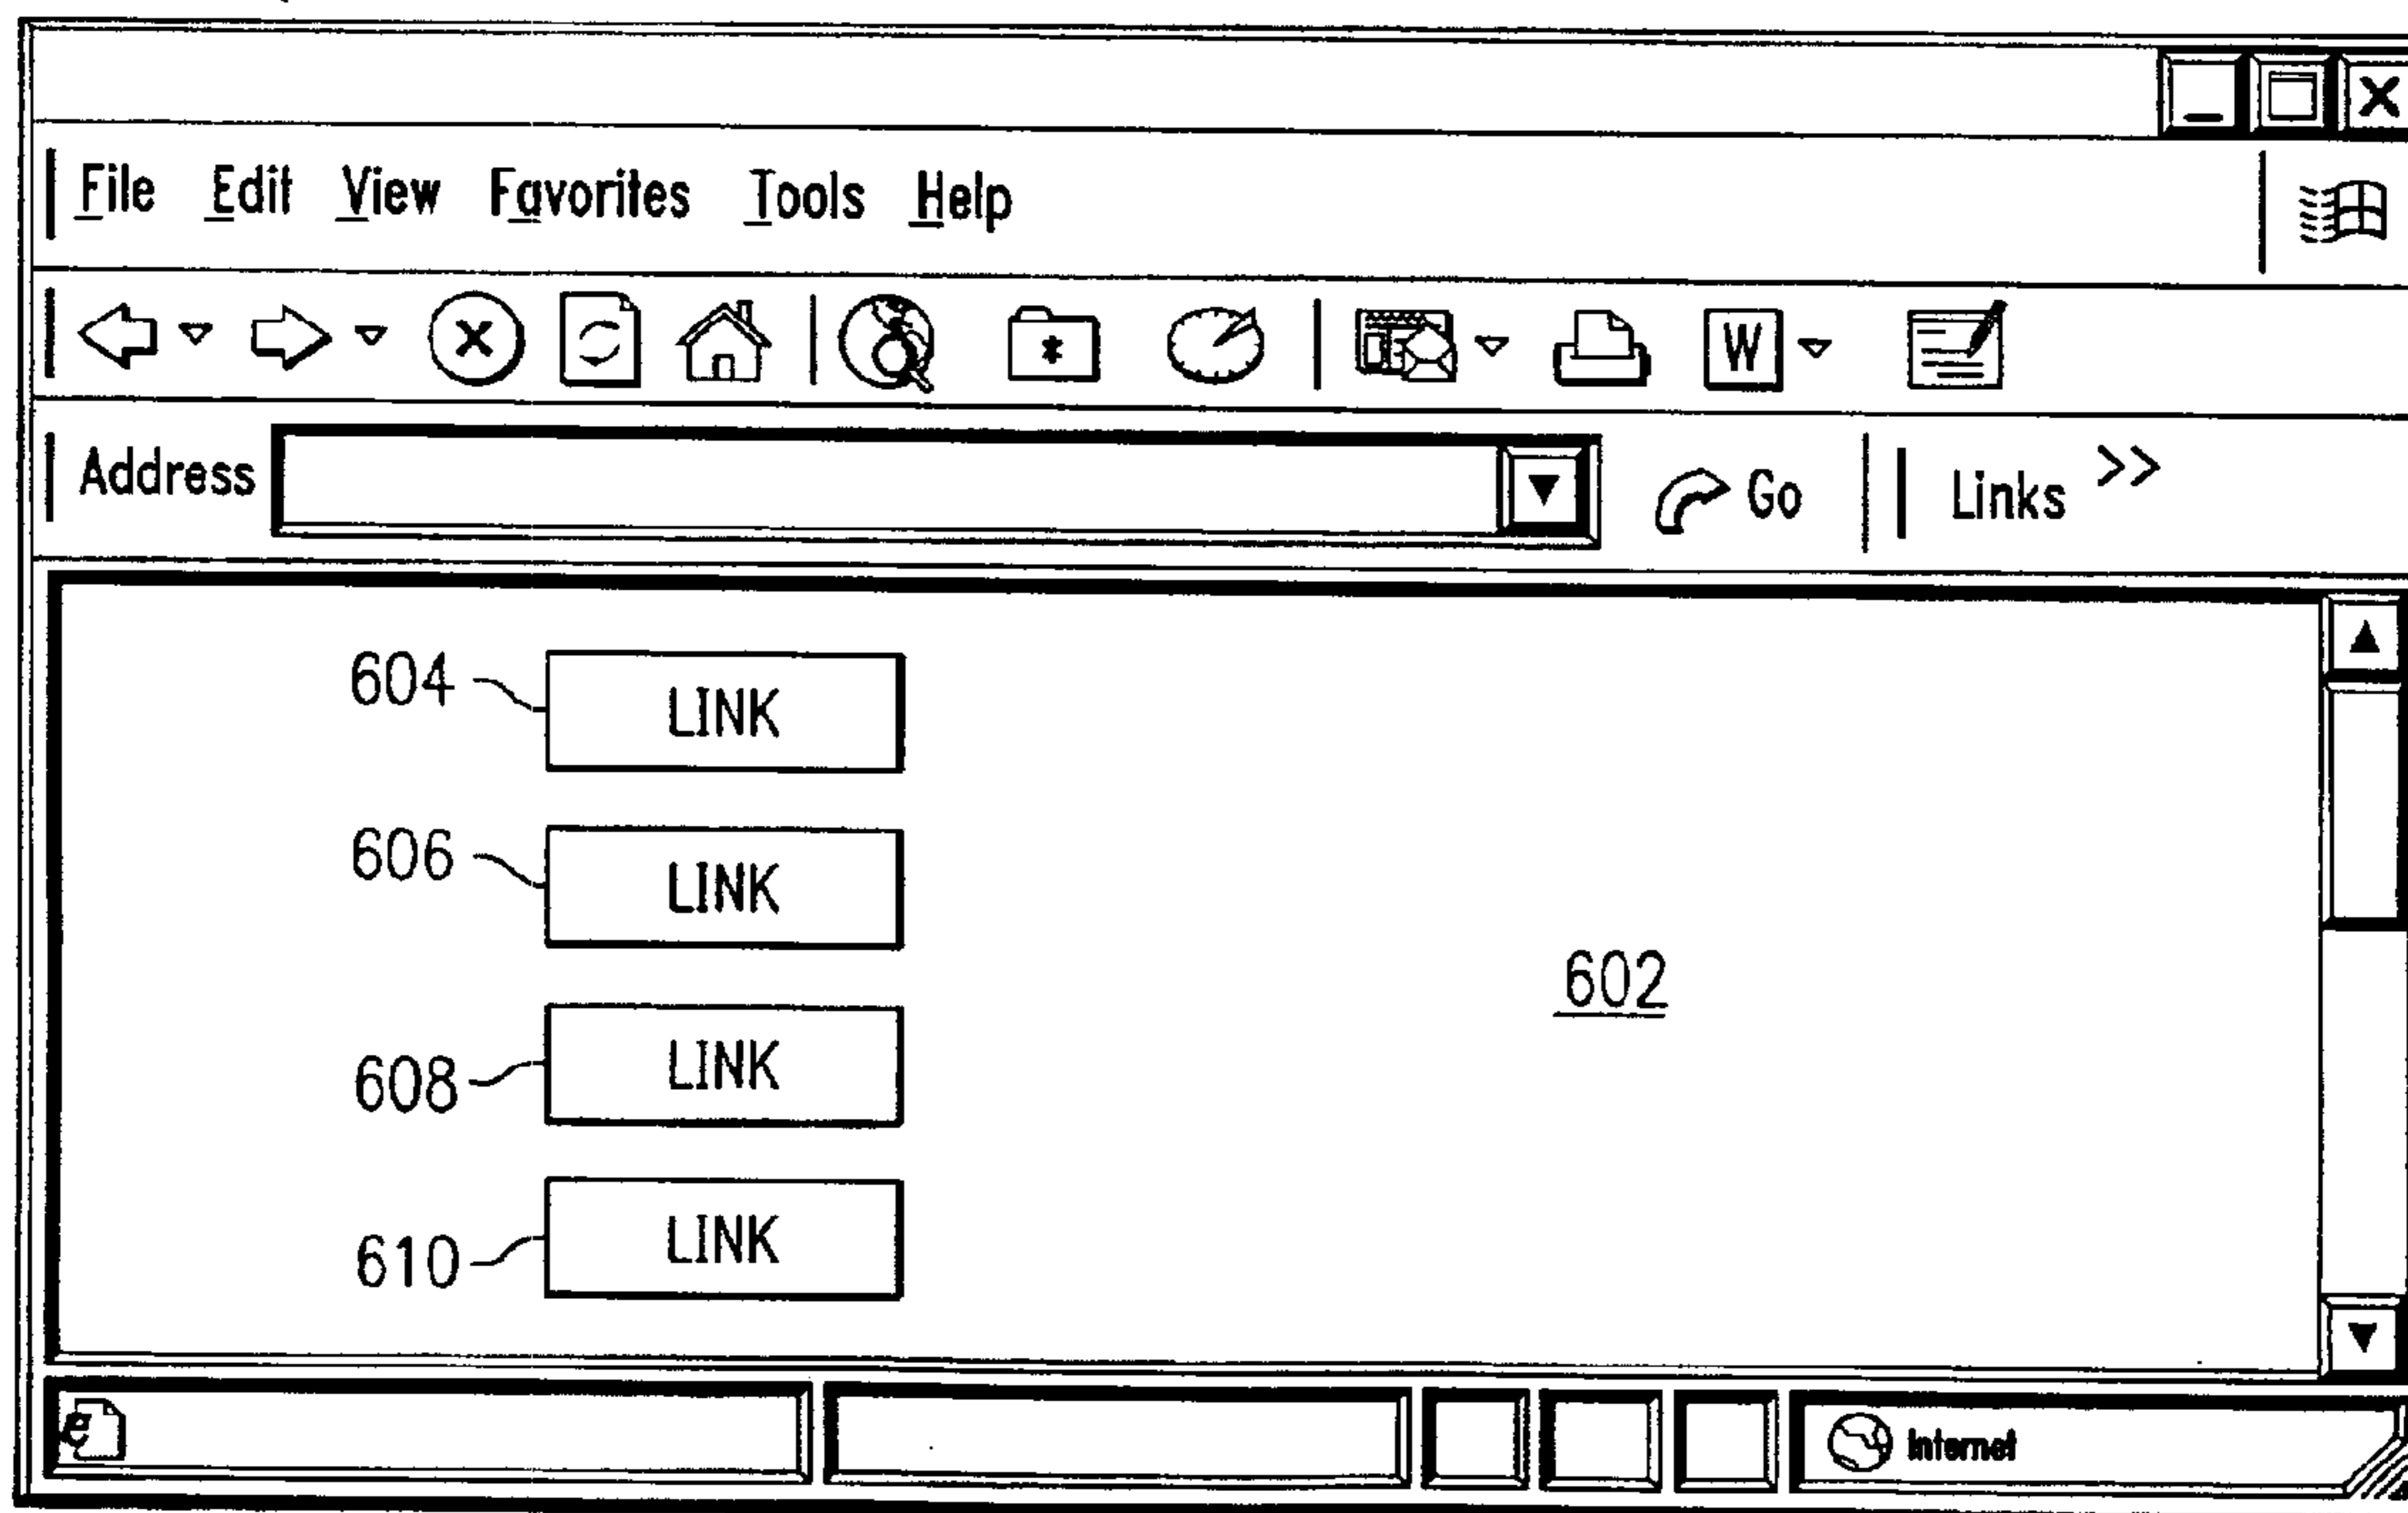 File Edit View Favorites Tools Help
W
Address Go Links >>
604 LINK
606 LINK
602
608 LINK
610 LINK
e Internet